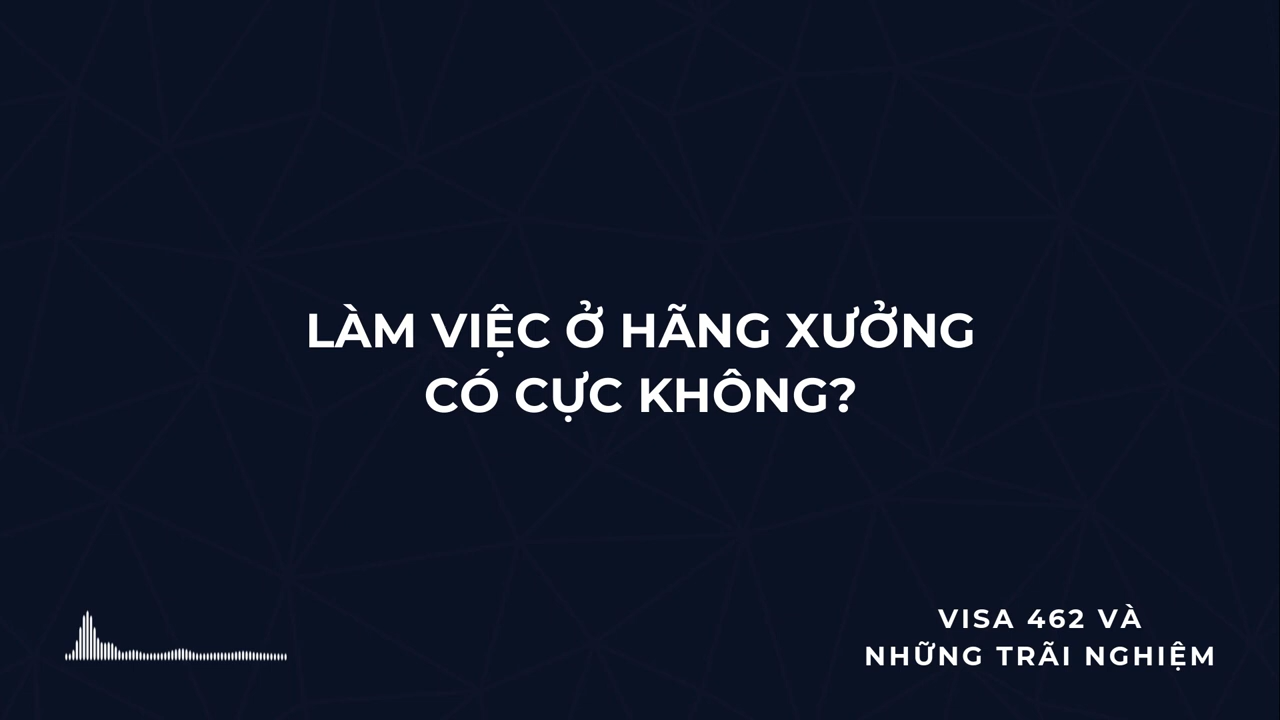 LÀM VIỆC Ở HÃNG XƯỞNG
CÓ CỰC KHÔNG?
VISA 462 VÀ
NHỮNG TRÃI NGHIỆM